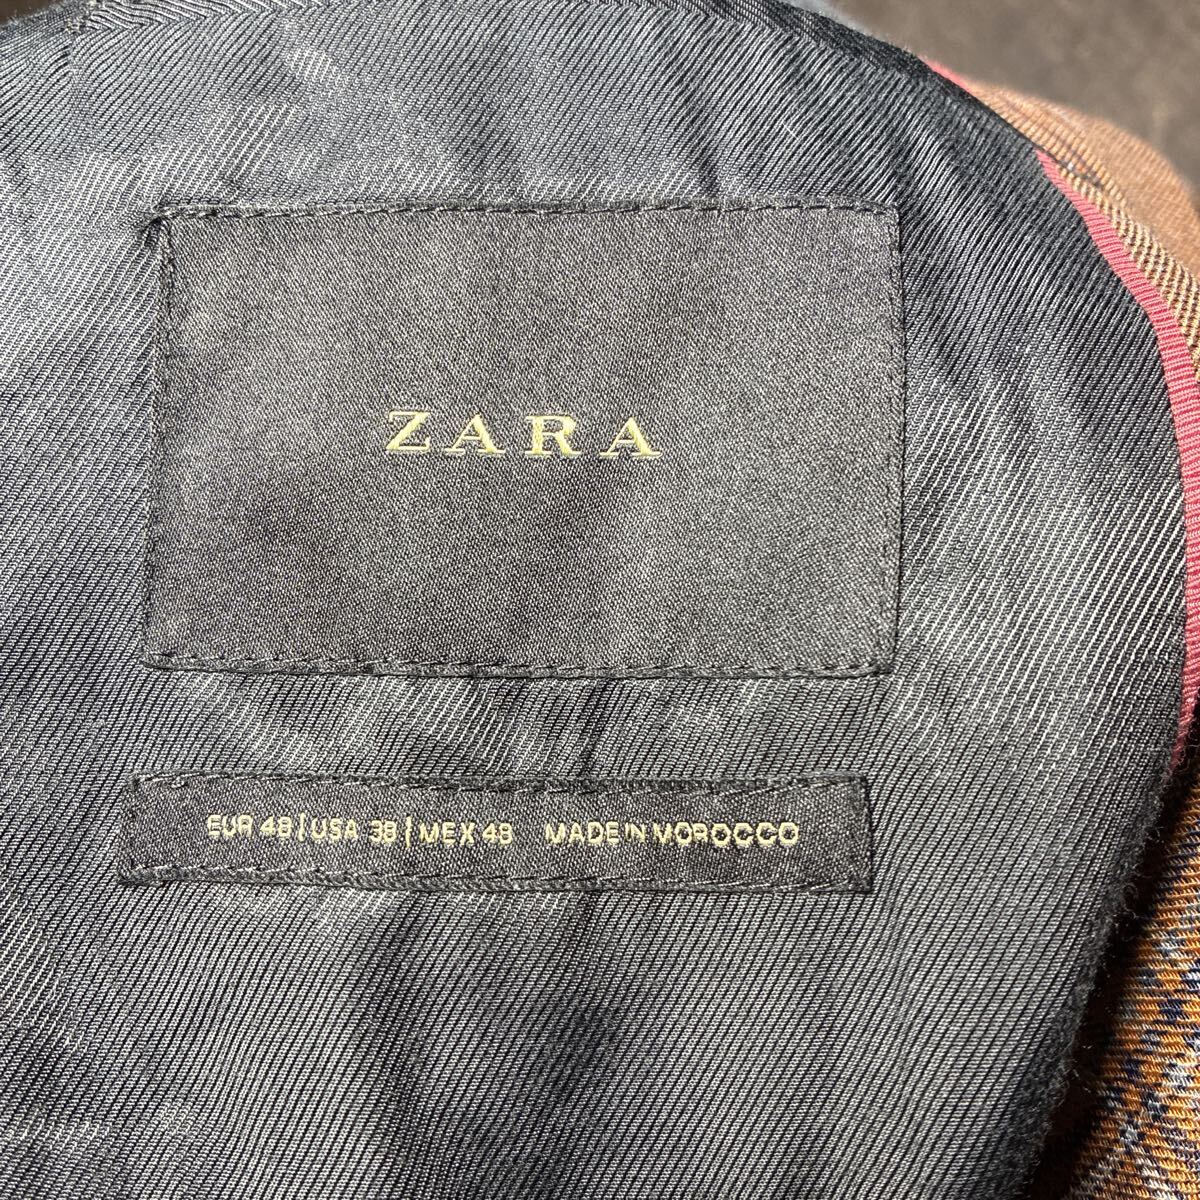 ZARA
EUR 48 | USA 38 | MEX 48 MADE IN MOROCCO